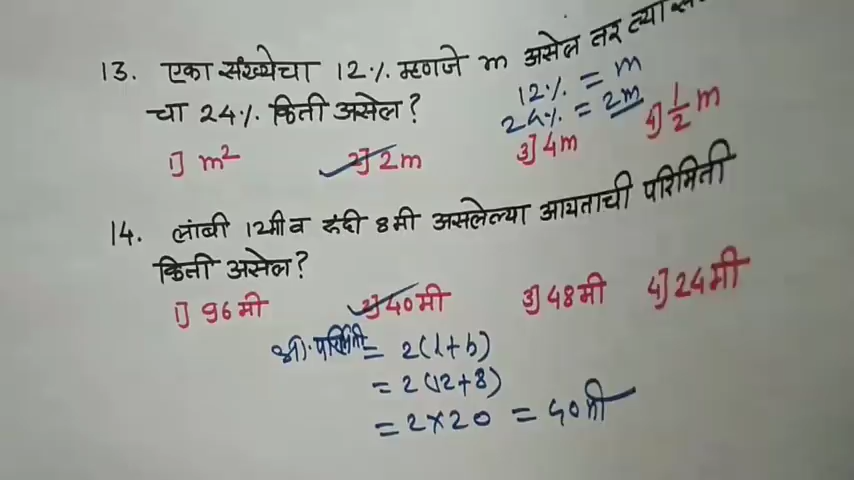 13. एका संख्येचा 12% म्हणजे m असेल तर त्या
चा 24% किती असेल?
12% = m
24% = 2m
1] m² 2] 2m 3] 4m 4] 1/2 m
14. लांबी 12मी व रुंदी 8मी असलेल्या आयताची परिमिती
किती असेल?
1] 96मी 2] 40मी 3] 48मी 4] 24मी
आ. परिमिती = 2(l+b)
= 2(12+8)
= 2×20 = 40मी